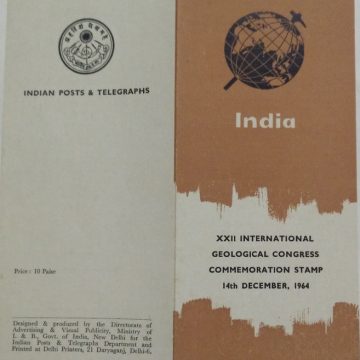 INDIAN POSTS & TELEGRAPHS
Price : 10 Paise
Designed & produced by the Directorate of
Advertising & Visual Publicity, Ministry of
I. & B., Govt. of India, New Delhi for the
Indian Posts & Telegraphs Department and
Printed at Delhi Printers, 21 Daryaganj, Delhi-6.
India
XXII INTERNATIONAL
GEOLOGICAL CONGRESS
COMMEMORATION STAMP
14th DECEMBER, 1964